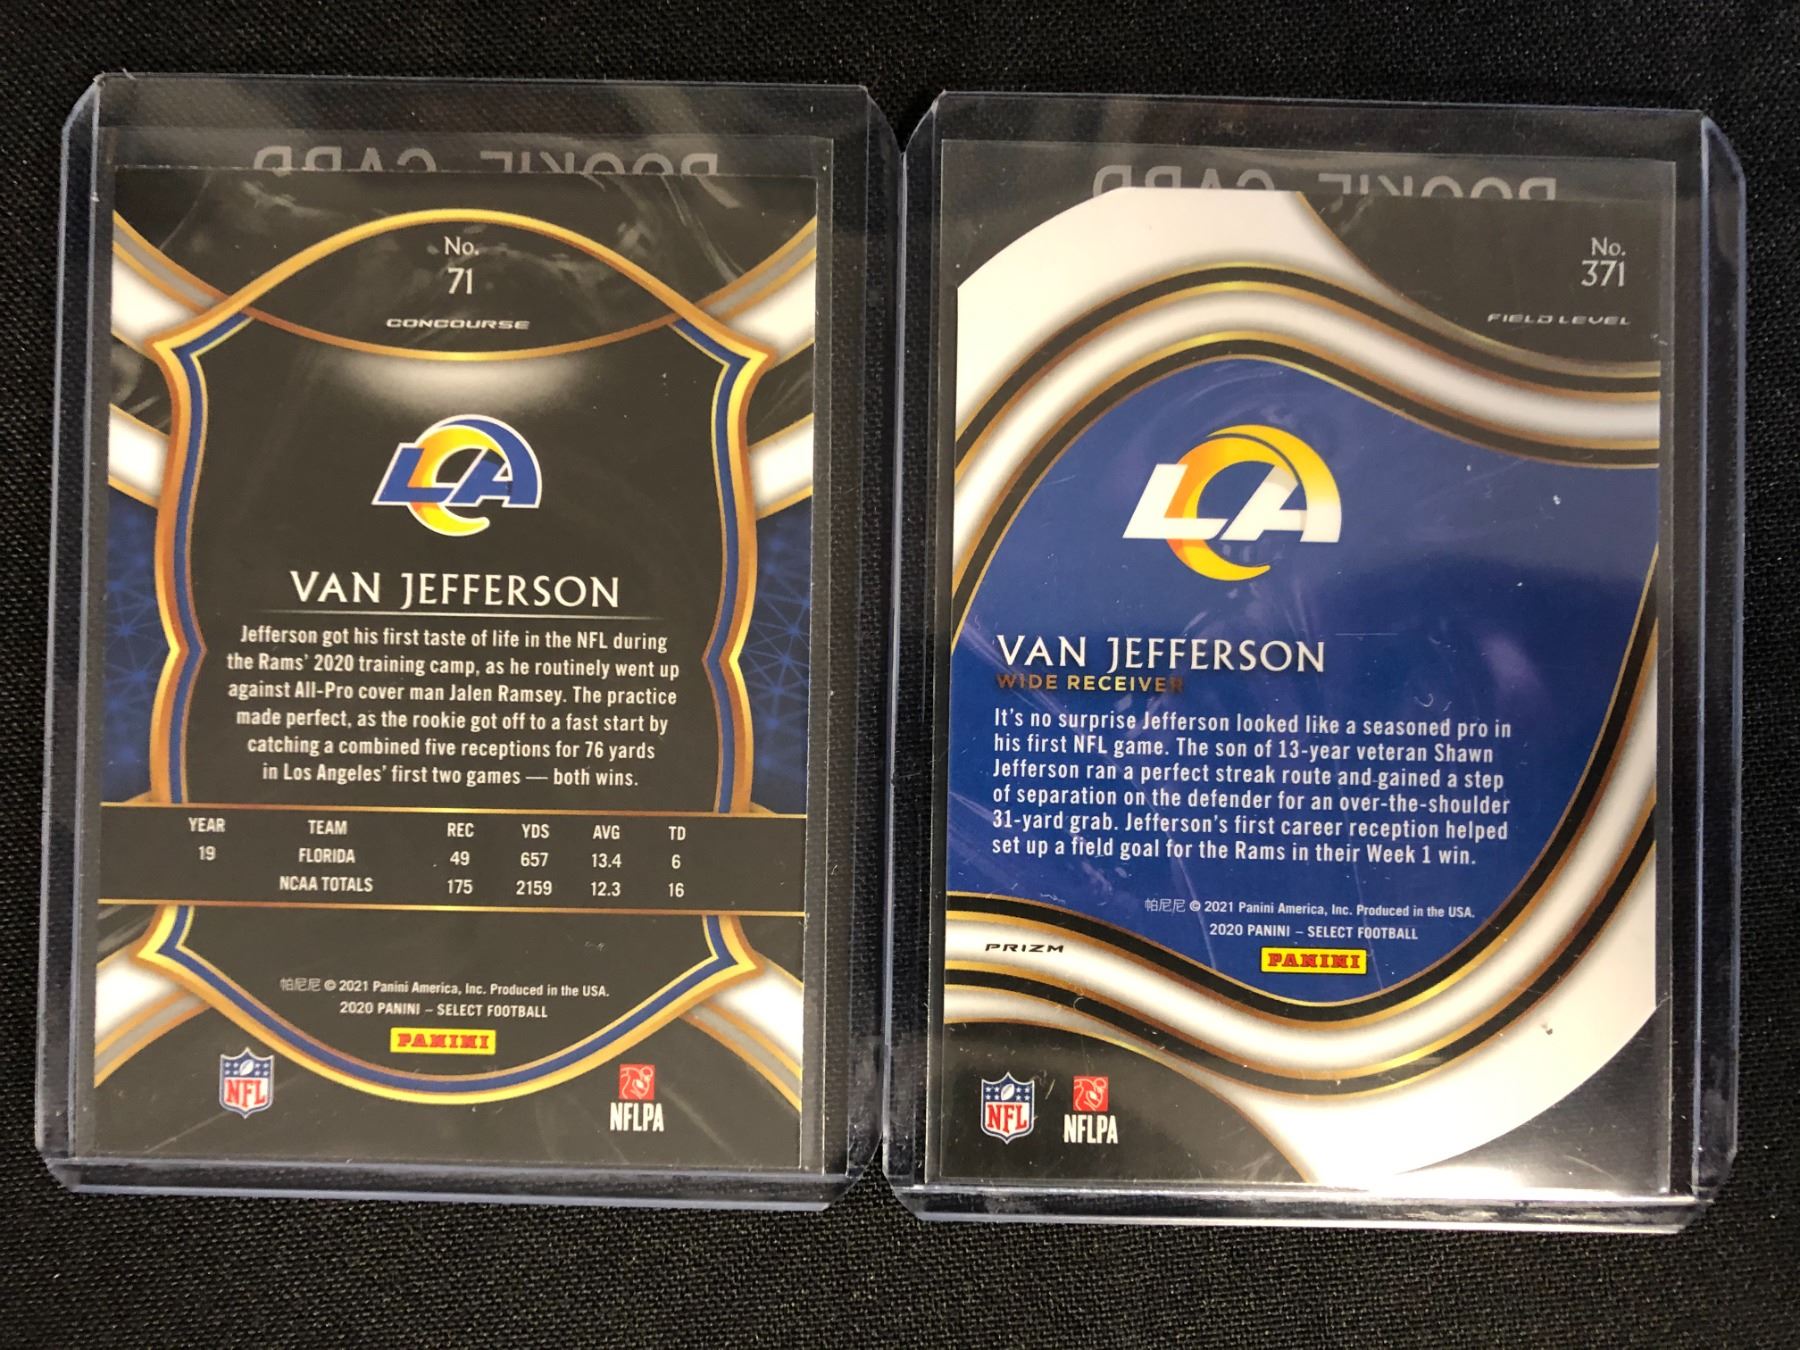 ROOKIE CARD
No.
71
CONCOURSE
LA
VAN JEFFERSON
Jefferson got his first taste of life in the NFL during
the Rams' 2020 training camp, as he routinely went up
against All-Pro cover man Jalen Ramsey. The practice
made perfect, as the rookie got off to a fast start by
catching a combined five receptions for 76 yards
in Los Angeles' first two games — both wins.
YEAR TEAM REC YDS AVG TD
19 FLORIDA 49 657 13.4 6
NCAA TOTALS 175 2159 12.3 16
帕尼尼 © 2021 Panini America, Inc. Produced in the USA.
2020 PANINI – SELECT FOOTBALL
PANINI
NFL
NFLPA
ROOKIE CARD
No.
371
FIELD LEVEL
LA
VAN JEFFERSON
WIDE RECEIVER
It's no surprise Jefferson looked like a seasoned pro in
his first NFL game. The son of 13-year veteran Shawn
Jefferson ran a perfect streak route and gained a step
of separation on the defender for an over-the-shoulder
31-yard grab. Jefferson's first career reception helped
set up a field goal for the Rams in their Week 1 win.
帕尼尼 © 2021 Panini America, Inc. Produced in the USA.
2020 PANINI – SELECT FOOTBALL
PANINI
PRIZM
NFL
NFLPA